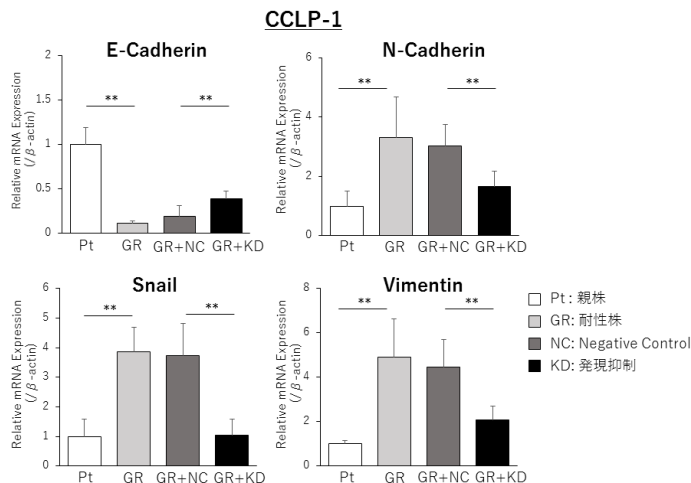 CCLP-1
E-Cadherin
Relative mRNA Expression
(/β-actin)
2
1.5
1
0.5
0
**
**
Pt
GR
GR+NC
GR+KD
N-Cadherin
Relative mRNA Expression
(/β-actin)
6
4
2
0
**
**
Pt
GR
GR+NC
GR+KD
Snail
Relative mRNA Expression
(/β-actin)
6
5
4
3
2
1
0
**
**
Pt
GR
GR+NC
GR+KD
Vimentin
Relative mRNA Expression
(/β-actin)
8
6
4
2
0
**
**
Pt
GR
GR+NC
GR+KD
Pt : 親株
GR: 耐性株
NC: Negative Control
KD: 発現抑制